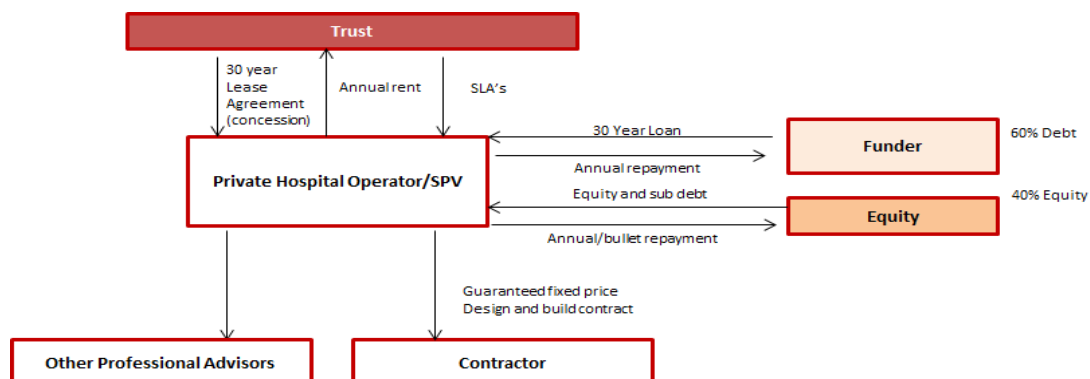 Trust
30 year
Lease
Agreement
(concession)
Annual rent
SLA's
30 Year Loan
60% Debt
Funder
Annual repayment
Private Hospital Operator/SPV
Equity and sub debt
40% Equity
Equity
Annual/bullet repayment
Guaranteed fixed price
Design and build contract
Other Professional Advisors
Contractor